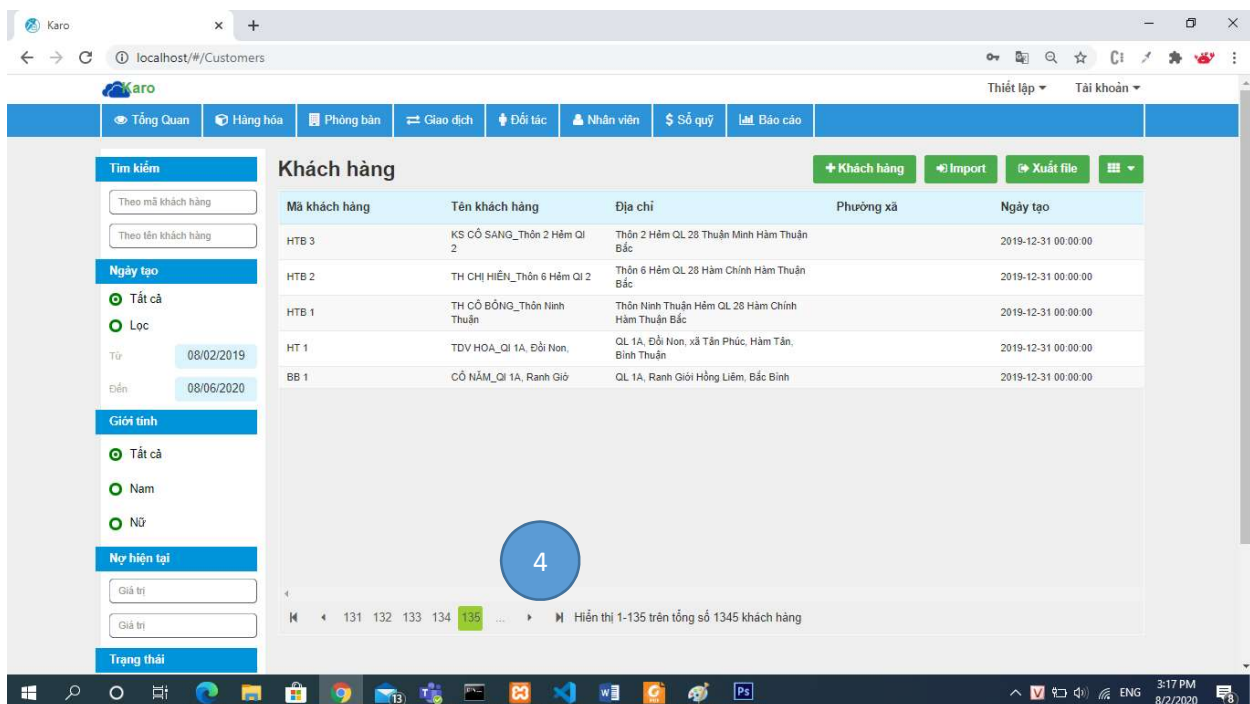 Karo
localhost/#/Customers
Karo
Thiết lập
Tài khoản
Tổng Quan
Hàng hóa
Phòng bàn
Giao dịch
Đối tác
Nhân viên
$ Sổ quỹ
Báo cáo
Tìm kiếm
Theo mã khách hàng
Theo tên khách hàng
Ngày tạo
Tất cả
Lọc
Từ 08/02/2019
Đến 08/06/2020
Giới tính
Tất cả
Nam
Nữ
Nợ hiện tại
Giá trị
Giá trị
Trạng thái
Khách hàng
+ Khách hàng
Import
Xuất file
Mã khách hàng Tên khách hàng Địa chỉ Phường xã Ngày tạo
HTB 3
KS CÔ SANG_Thôn 2 Hẻm Ql
2
Thôn 2 Hẻm QL 28 Thuận Minh Hàm Thuận
Bắc
2019-12-31 00:00:00
HTB 2
TH CHỊ HIỀN_Thôn 6 Hẻm Ql 2
Thôn 6 Hẻm QL 28 Hàm Chính Hàm Thuận
Bắc
2019-12-31 00:00:00
HTB 1
TH CÔ BÔNG_Thôn Ninh
Thuận
Thôn Ninh Thuận Hẻm QL 28 Hàm Chính
Hàm Thuận Bắc
2019-12-31 00:00:00
HT 1
TDV HOA_Ql 1A, Đồi Non,
QL 1A, Đồi Non, xã Tân Phúc, Hàm Tân,
Bình Thuận
2019-12-31 00:00:00
BB 1
CÔ NĂM_Ql 1A, Ranh Giớ
QL 1A, Ranh Giới Hồng Liêm, Bắc Bình
2019-12-31 00:00:00
4
131 132 133 134 135 ... Hiển thị 1-135 trên tổng số 1345 khách hàng
13
W
Ps
V
ENG
3:17 PM
8/2/2020
8